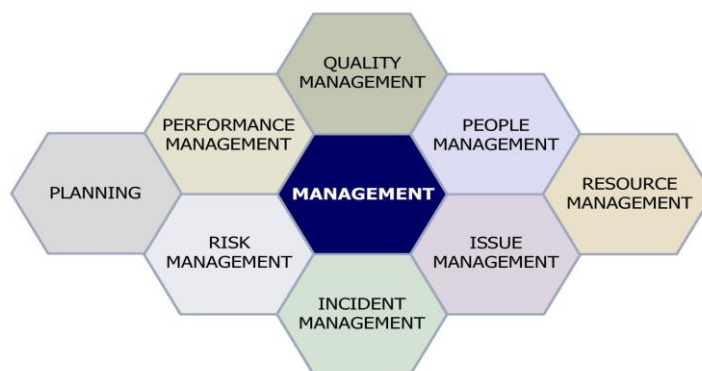 QUALITY
MANAGEMENT
PERFORMANCE
MANAGEMENT
PEOPLE
MANAGEMENT
PLANNING
MANAGEMENT
RESOURCE
MANAGEMENT
RISK
MANAGEMENT
ISSUE
MANAGEMENT
INCIDENT
MANAGEMENT